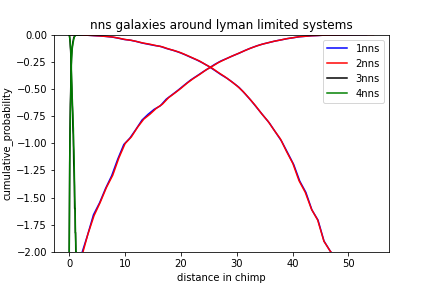 nns galaxies around lyman limited systems
0.00
−0.25
−0.50
−0.75
−1.00
−1.25
−1.50
−1.75
−2.00
cumulative_probability
1nns
2nns
3nns
4nns
0 10 20 30 40 50
distance in chimp